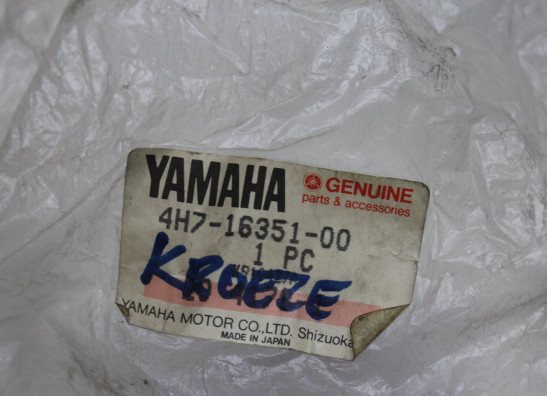 YAMAHA
GENUINE
parts & accessories
4H7-16351-00
1 PC
KROEZE
YAMAHA MOTOR CO.,LTD. Shizuoka
MADE IN JAPAN